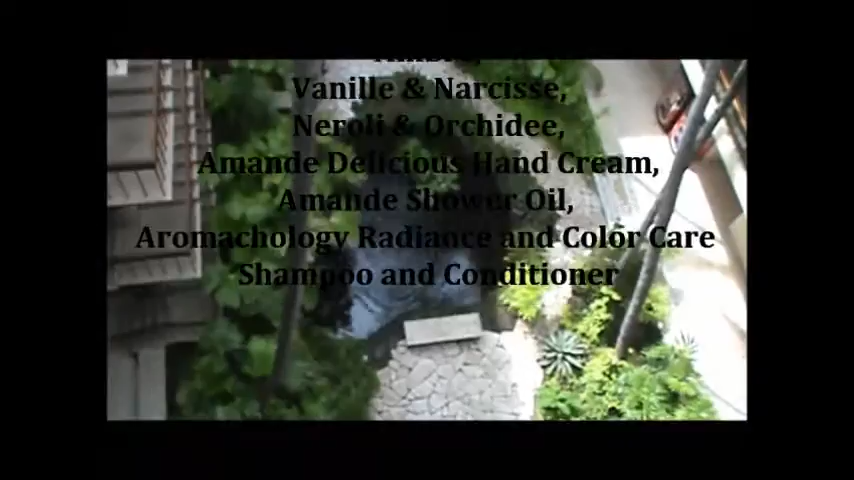 Vanille & Narcisse,
Neroli & Orchidee,
Amande Delicious Hand Cream,
Amande Shower Oil,
Aromachology Radiance and Color Care
Shampoo and Conditioner